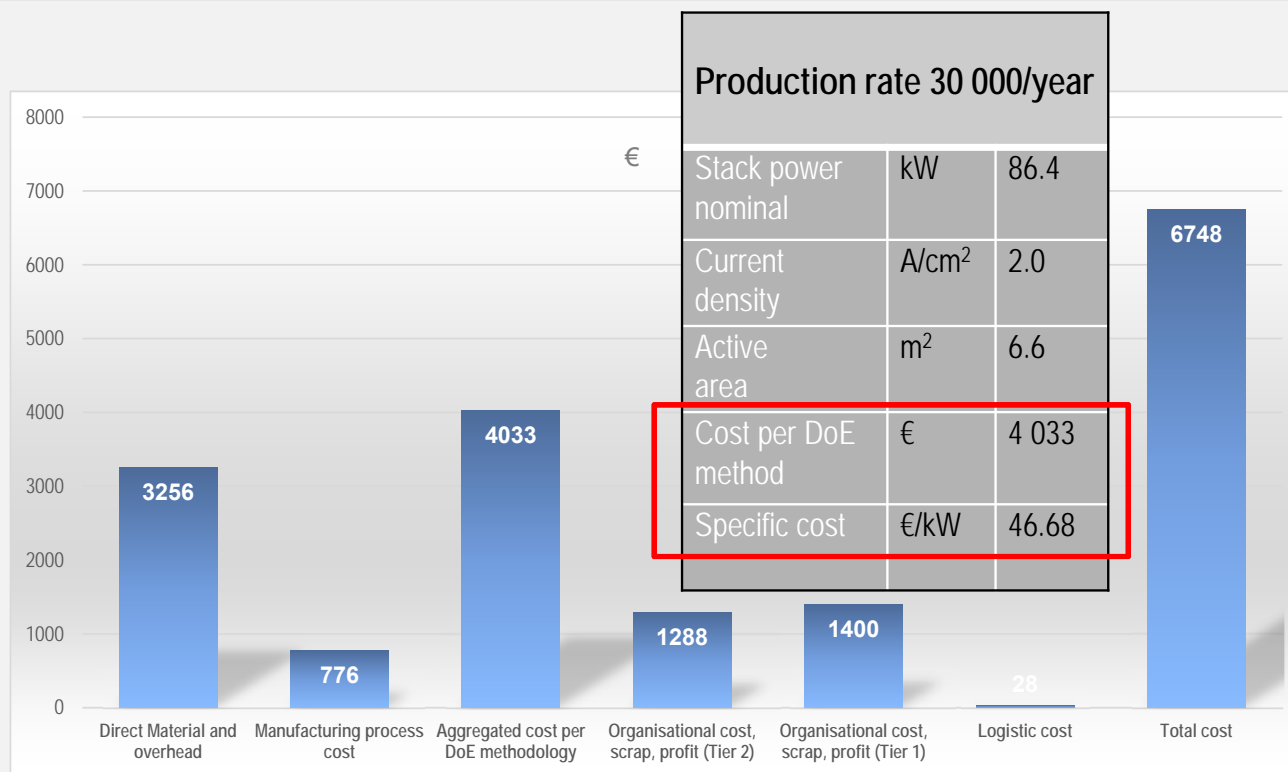 Production rate 30 000/year
Stack power
nominal
kW
86.4
Current
density
A/cm²
2.0
Active
area
m²
6.6
Cost per DoE
method
€
4 033
Specific cost
€/kW
46.68
€
8000
7000
6000
5000
4000
3000
2000
1000
0
3256
776
4033
1288
1400
28
6748
Direct Material and
overhead
Manufacturing process
cost
Aggregated cost per
DoE methodology
Organisational cost,
scrap, profit (Tier 2)
Organisational cost,
scrap, profit (Tier 1)
Logistic cost
Total cost